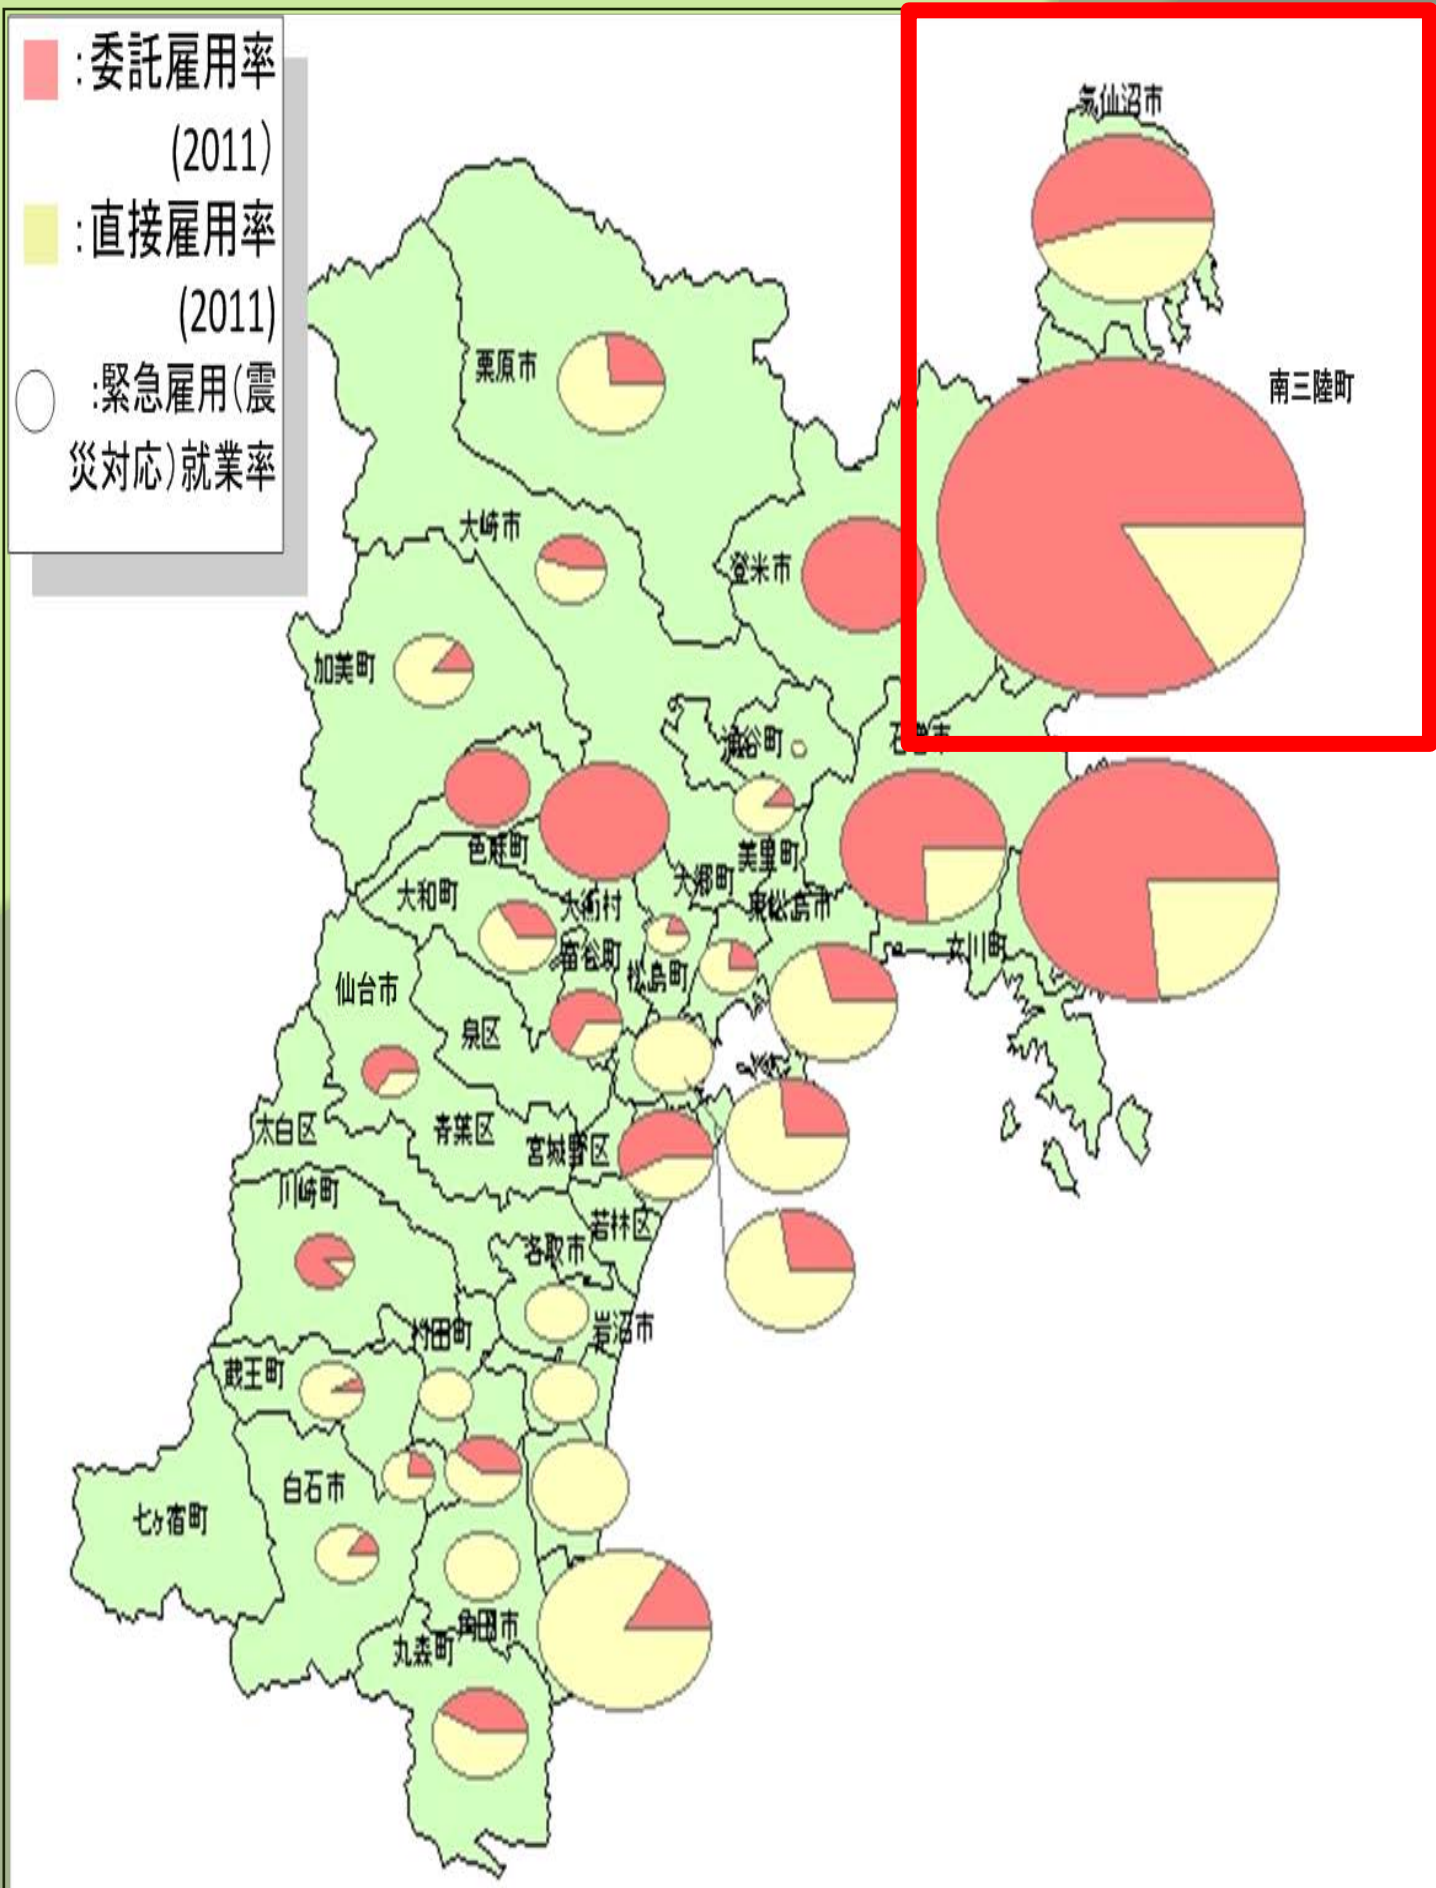 :委託雇用率
(2011)
:直接雇用率
(2011)
:緊急雇用(震
災対応)就業率
気仙沼市
南三陸町
栗原市
大崎市
登米市
加美町
涌谷町
石巻市
色麻町
美里町
大郷町
大和町
大衡村
東松島市
富谷町
女川町
松島町
仙台市
泉区
太白区
青葉区
宮城野区
川崎町
若林区
名取市
村田町
岩沼市
蔵王町
白石市
七ヶ宿町
角田市
丸森町